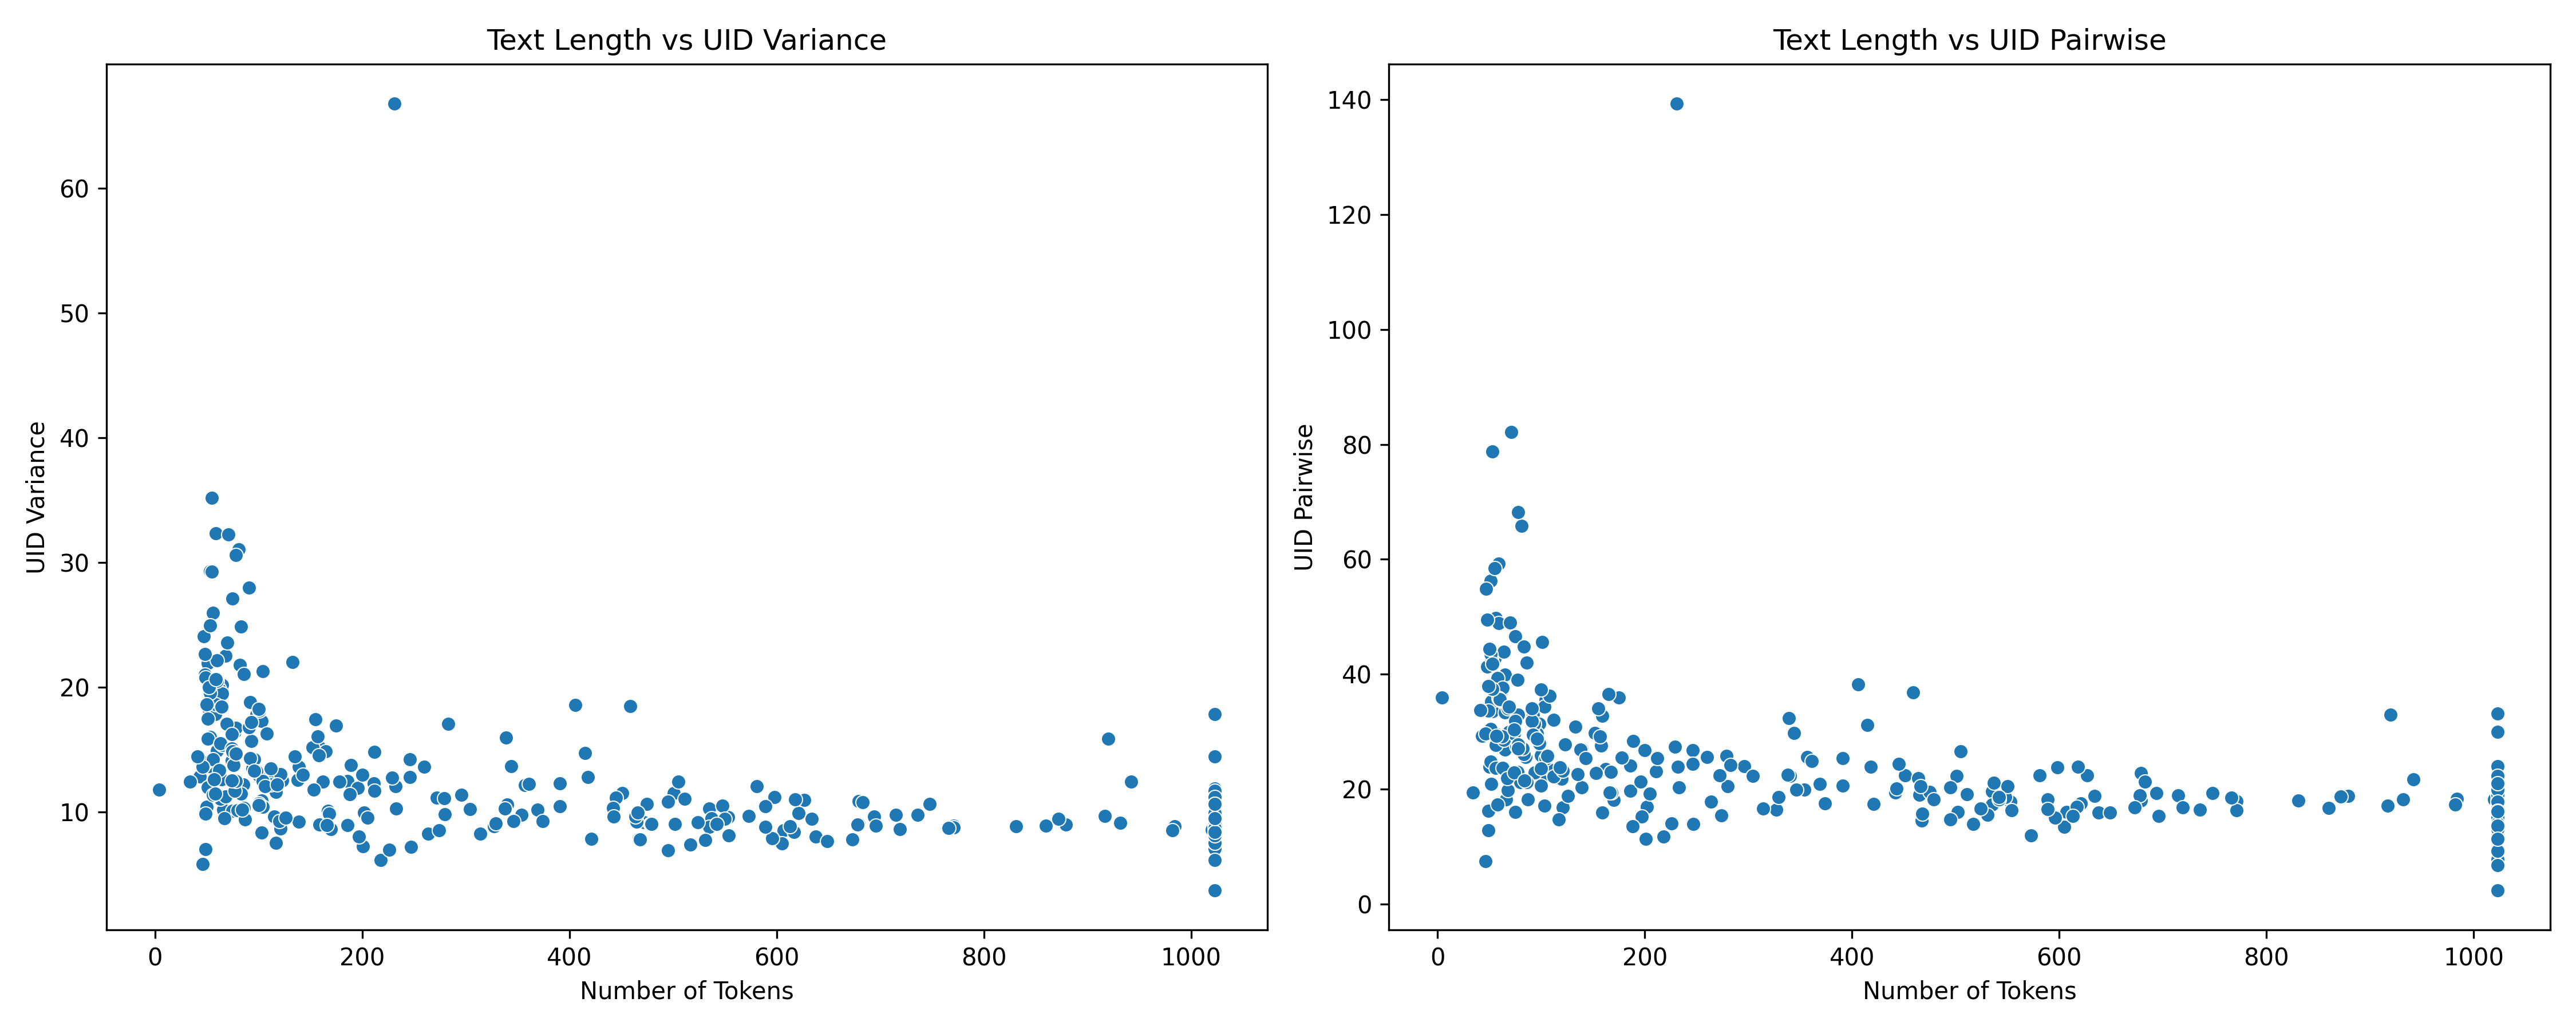 Text Length vs UID Variance
UID Variance
60
50
40
30
20
10
0 200 400 600 800 1000
Number of Tokens
Text Length vs UID Pairwise
UID Pairwise
140
120
100
80
60
40
20
0
0 200 400 600 800 1000
Number of Tokens